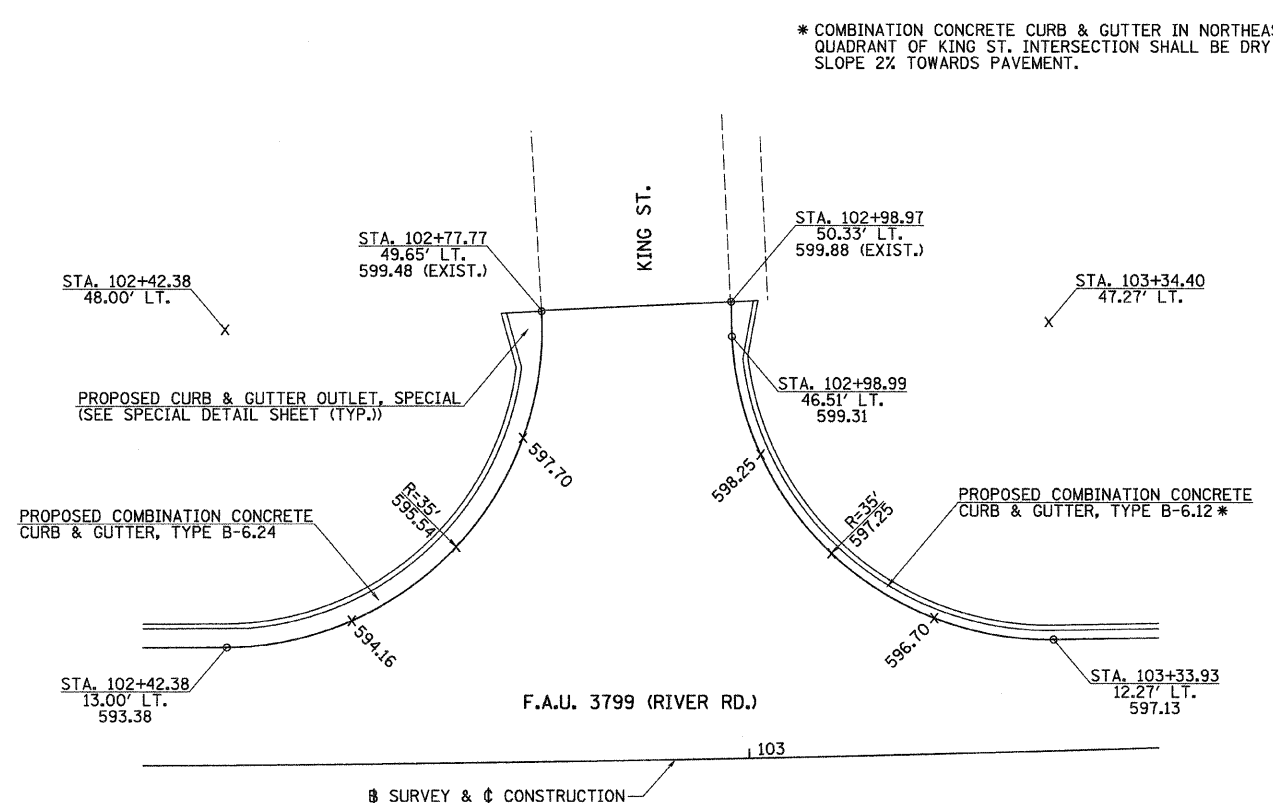 * COMBINATION CONCRETE CURB & GUTTER IN
QUADRANT OF KING ST. INTERSECTION SHALL BE DRY
SLOPE 2% TOWARDS PAVEMENT.
KING ST.
STA. 102+77.77
49.65' LT.
599.48 (EXIST.)
STA. 102+98.97
50.33' LT.
599.88 (EXIST.)
STA. 102+42.38
48.00' LT.
STA. 103+34.40
47.27' LT.
PROPOSED CURB & GUTTER OUTLET, SPECIAL
(SEE SPECIAL DETAIL SHEET (TYP.))
STA. 102+98.99
46.51' LT.
599.31
597.70
598.25
R=35'
595.54
R=35'
597.25
PROPOSED COMBINATION CONCRETE
CURB & GUTTER, TYPE B-6.24
PROPOSED COMBINATION CONCRETE
CURB & GUTTER, TYPE B-6.12 *
594.16
596.70
STA. 102+42.38
13.00' LT.
593.38
F.A.U. 3799 (RIVER RD.)
STA. 103+33.93
12.27' LT.
597.13
103
SURVEY & ℄ CONSTRUCTION